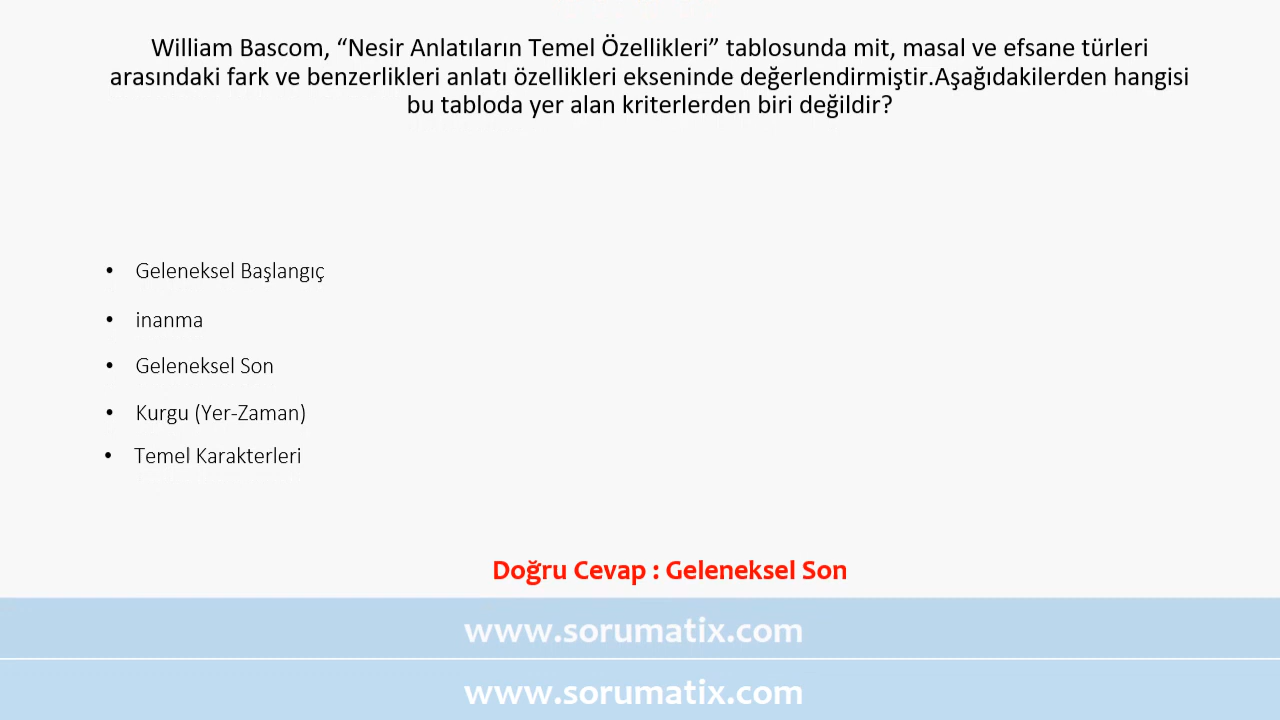 William Bascom, “Nesir Anlatıların Temel Özellikleri” tablosunda mit, masal ve efsane türleri
arasındaki fark ve benzerlikleri anlatı özellikleri ekseninde değerlendirmiştir.Aşağıdakilerden hangisi
bu tabloda yer alan kriterlerden biri değildir?
• Geleneksel Başlangıç
• inanma
• Geleneksel Son
• Kurgu (Yer-Zaman)
• Temel Karakterleri
Doğru Cevap : Geleneksel Son
www.sorumatix.com
www.sorumatix.com